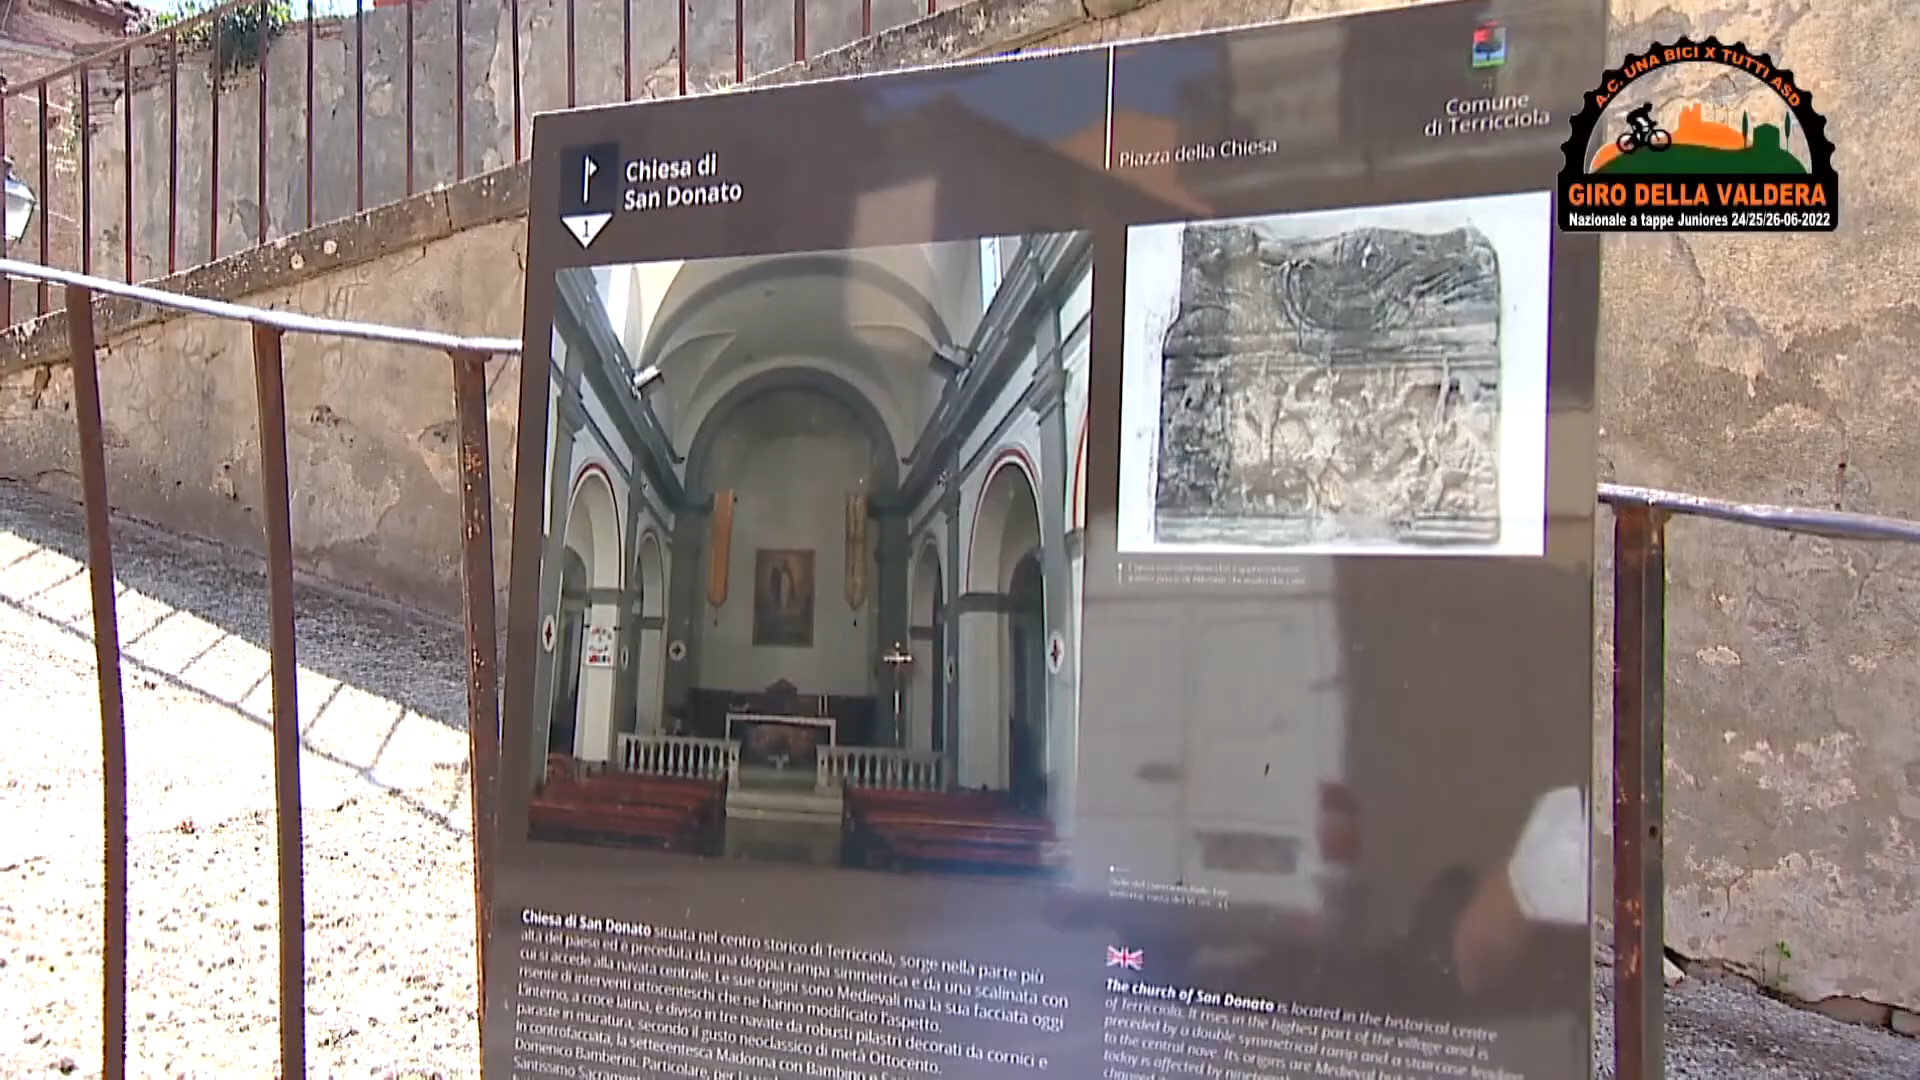 Chiesa di
San Donato
1
Piazza della Chiesa
Comune
di Terricciola
A.C. UNA BICI X TUTTI ASD
GIRO DELLA VALDERA
Nazionale a tappe Juniores 24/25/26-06-2022
Chiesa di San Donato situata nel centro storico di Terricciola, sorge nella parte più
alta del paese ed è preceduta da una doppia rampa simmetrica e da una scalinata con
cui si accede alla navata centrale. Le sue origini sono Medievali ma la sua facciata oggi
risente di interventi ottocenteschi che ne hanno modificato l'aspetto.
L'interno, a croce latina, è diviso in tre navate da robusti pilastri decorati da cornici e
paraste in muratura, secondo il gusto neoclassico di metà Ottocento.
In controfacciata, la settecentesca Madonna con Bambino e
Domenico Bamberini. Particolare, per
Santissimo
The church of San Donato is located in the historical centre
of Terricciola. It rises in the highest part of the village and is
preceded by a double symmetrical ramp and a staircase leading
to the central nave. Its origins are Medieval but
today is affected by